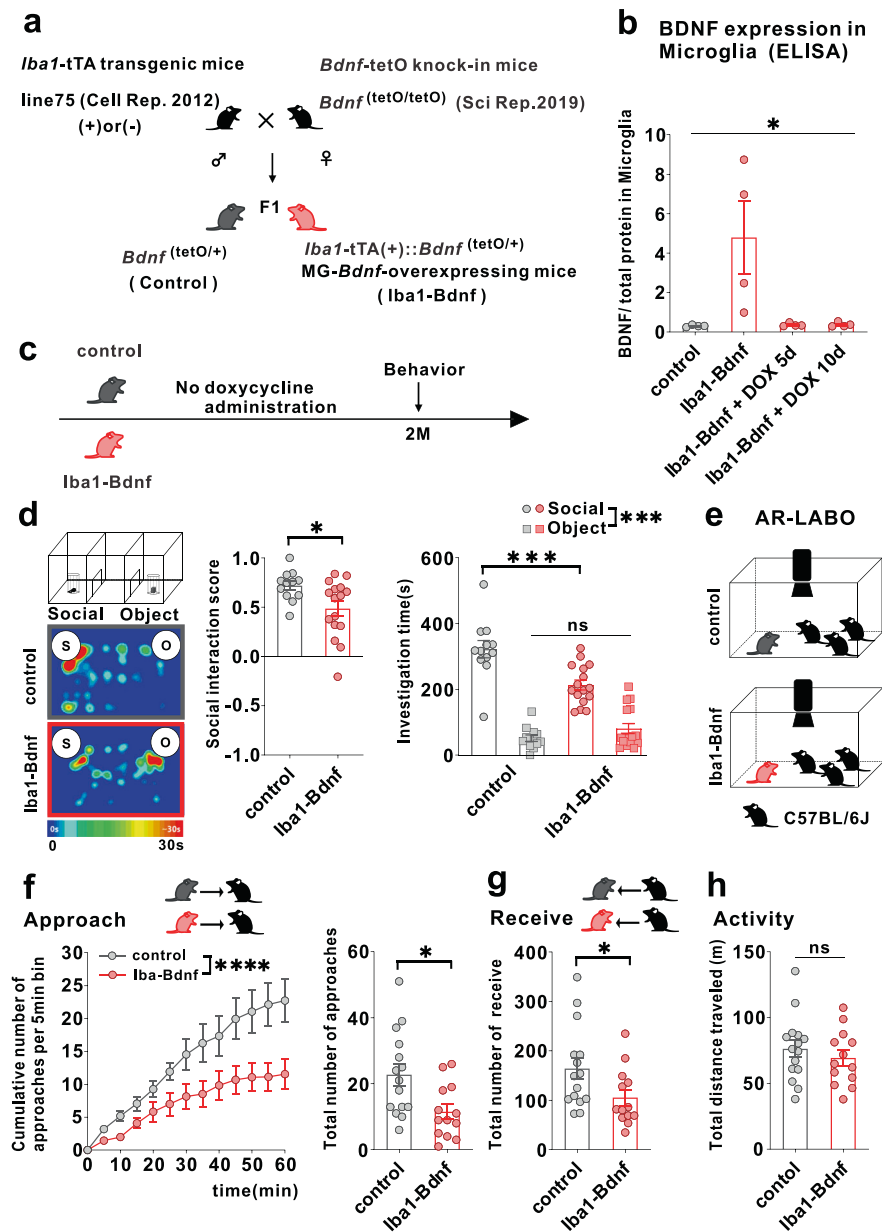 a
Iba1-tTA transgenic mice
line75 (Cell Rep. 2012)
(+)or(-)
Bdnf-tetO knock-in mice
Bdnf (tetO/tetO) (Sci Rep.2019)
×
♂
♀
F1
Bdnf (tetO/+)
( Control )
Iba1-tTA(+)::Bdnf (tetO/+)
MG-Bdnf-overexpressing mice
( Iba1-Bdnf )
b
BDNF expression in
Microglia (ELISA)
BDNF/ total protein in Microglia
10
8
6
4
2
0
*
control
Iba1-Bdnf
Iba1-Bdnf + DOX 5d
Iba1-Bdnf + DOX 10d
c
control
No doxycycline
administration
Behavior
2M
Iba1-Bdnf
d
Social
Object
S
O
control
S
O
Iba1-Bdnf
0s
~30s
0
30s
Social interaction score
1.0
0.5
0.0
-0.5
-1.0
*
control
Iba1-Bdnf
Social
Object
***
Investigation time(s)
600
400
200
0
***
ns
control
Iba1-Bdnf
e
AR-LABO
control
Iba1-Bdnf
C57BL/6J
f
Approach
control
Iba-Bdnf
****
Cumulative number of
approaches per 5min bin
30
25
20
15
10
5
0
0
10
20
30
40
50
60
time(min)
Total number of approaches
60
40
20
0
*
control
Iba1-Bdnf
g
Receive
Total number of receive
400
300
200
100
0
*
control
Iba1-Bdnf
h
Activity
Total distance traveled (m)
150
100
50
0
ns
control
Iba1-Bdnf